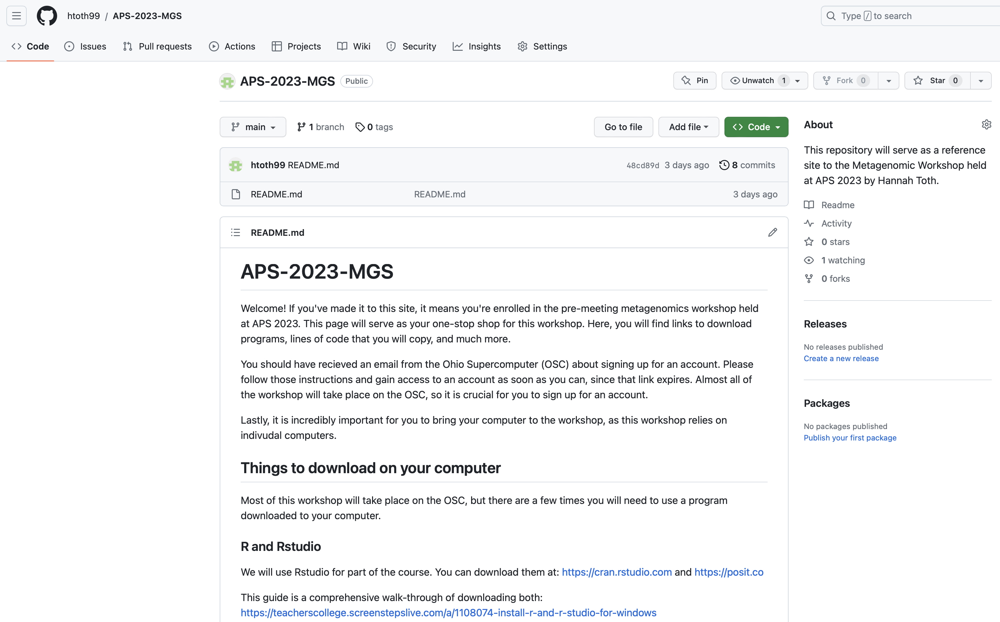 htoth99 / APS-2023-MGS
Type / to search
Code Issues Pull requests Actions Projects Wiki Security Insights Settings
APS-2023-MGS Public
Pin Unwatch 1 Fork 0 Star 0
main 1 branch 0 tags
Go to file Add file Code
htoth99 README.md 48cd89d 3 days ago 8 commits
README.md README.md 3 days ago
README.md
APS-2023-MGS
Welcome! If you've made it to this site, it means you're enrolled in the pre-meeting metagenomics workshop held
at APS 2023. This page will serve as your one-stop shop for this workshop. Here, you will find links to download
programs, lines of code that you will copy, and much more.
You should have recieved an email from the Ohio Supercomputer (OSC) about signing up for an account. Please
follow those instructions and gain access to an account as soon as you can, since that link expires. Almost all of
the workshop will take place on the OSC, so it is crucial for you to sign up for an account.
Lastly, it is incredibly important for you to bring your computer to the workshop, as this workshop relies on
indivudal computers.
Things to download on your computer
Most of this workshop will take place on the OSC, but there are a few times you will need to use a program
downloaded to your computer.
R and Rstudio
We will use Rstudio for part of the course. You can download them at: https://cran.rstudio.com and https://posit.co
This guide is a comprehensive walk-through of downloading both:
https://teacherscollege.screenstepslive.com/a/1108074-install-r-and-r-studio-for-windows
About
This repository will serve as a reference
site to the Metagenomic Workshop held
at APS 2023 by Hannah Toth.
Readme
Activity
0 stars
1 watching
0 forks
Releases
No releases published
Create a new release
Packages
No packages published
Publish your first package